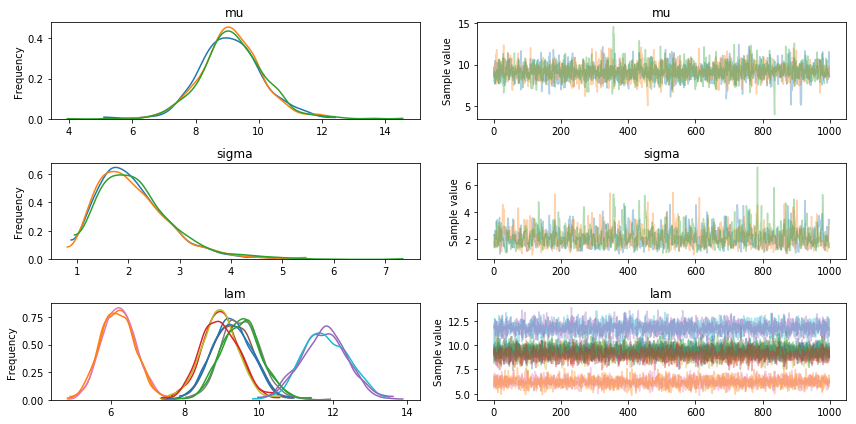 mu
Frequency
0.4
0.2
0.0
4 6 8 10 12 14
mu
Sample value
15
10
5
0 200 400 600 800 1000
sigma
Frequency
0.6
0.4
0.2
0.0
1 2 3 4 5 6 7
sigma
Sample value
6
4
2
0 200 400 600 800 1000
lam
Frequency
0.75
0.50
0.25
0.00
6 8 10 12 14
lam
Sample value
12.5
10.0
7.5
5.0
0 200 400 600 800 1000